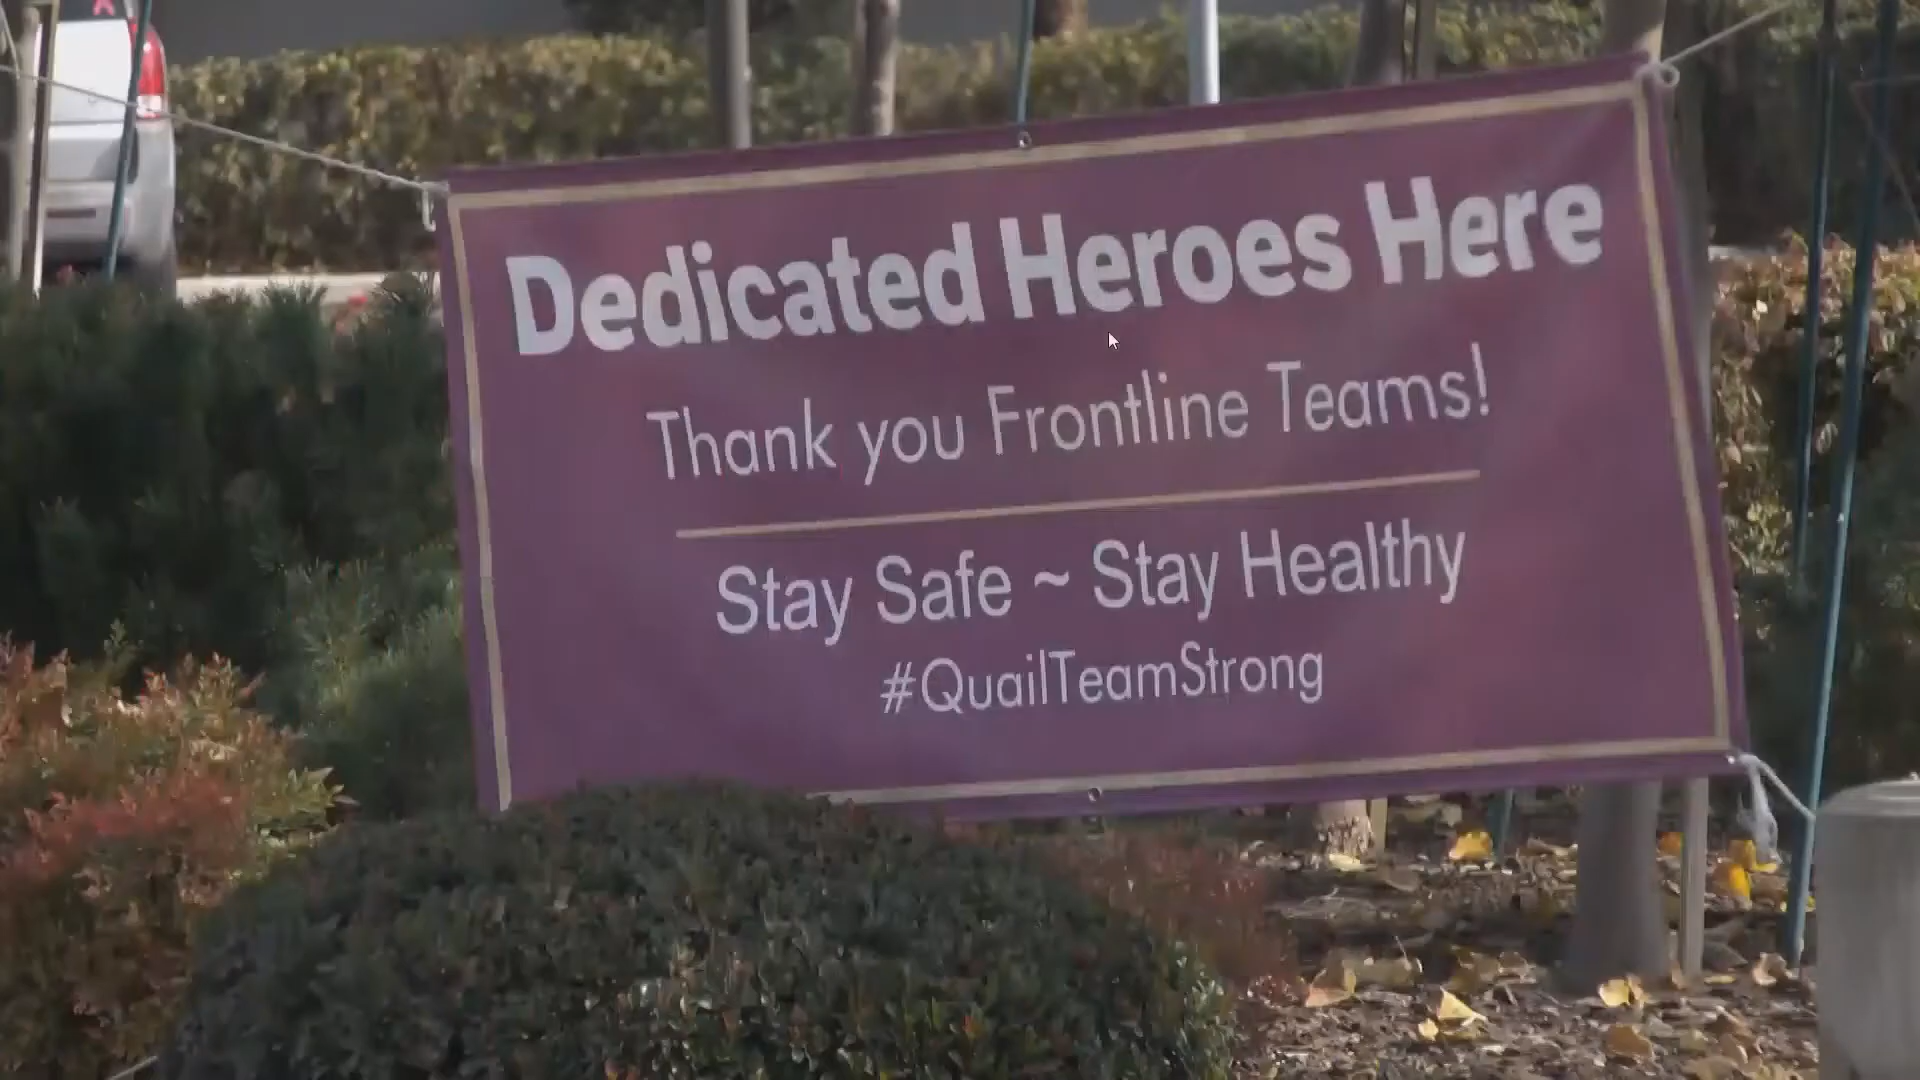 Dedicated Heroes Here
Thank you Frontline Teams!
Stay Safe ~ Stay Healthy
#QuailTeamStrong